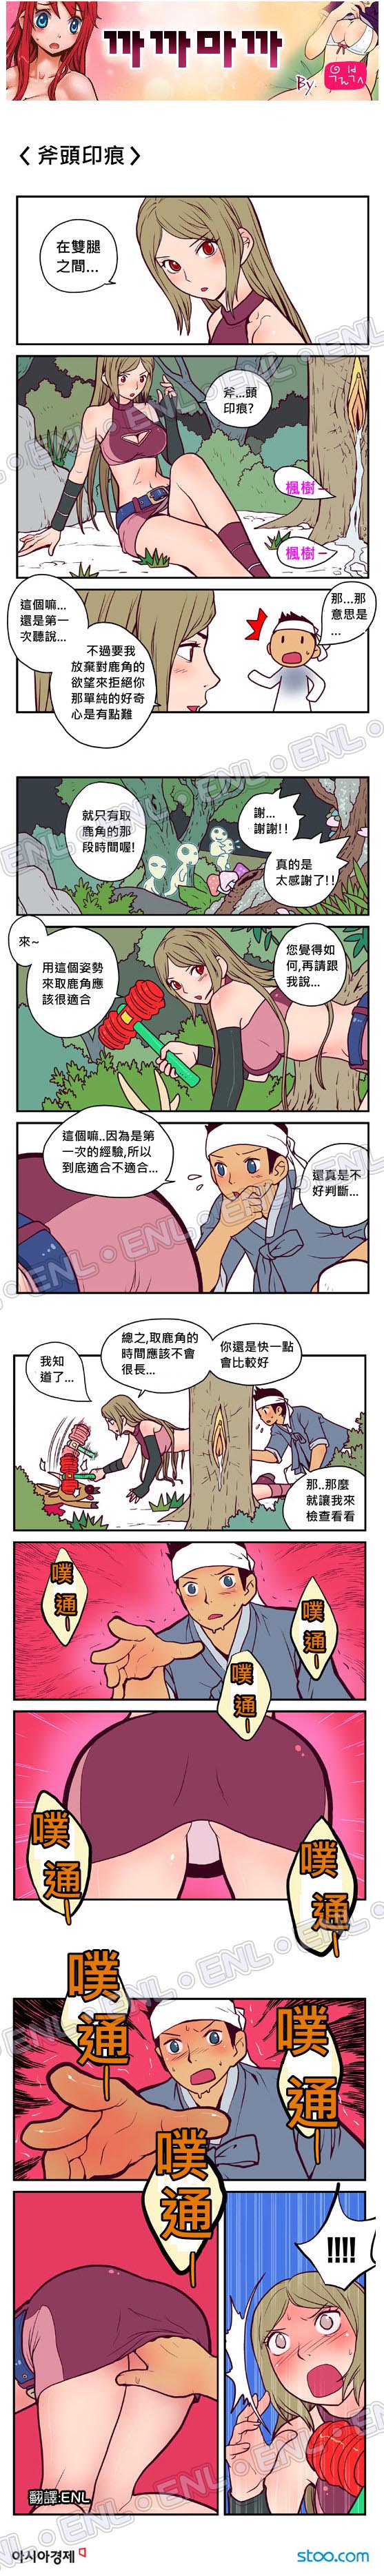 까까마까
By.
〈 斧頭印痕 〉
在雙腿
之間...
斧...頭
印痕?
楓樹-
楓樹-
這個嘛...
還是第一
次聽說...
不過要我
放棄對鹿角的
欲望來拒絕你
那單純的好奇
心是有點難
那...那
意思是
...
就只有取
鹿角的那
段時間喔!
謝...
謝謝!!
真的是
太感謝了!!
來~
用這個姿勢
來取鹿角應
該很適合
您覺得如
何,再請跟
我說...
這個嘛..因為是第
一次的經驗,所以
到底適合不適合...
還真是不
好判斷...
我知
道了...
總之,取鹿角的
時間應該不會
很長...
你還是快一點
會比較好
那..那麼
就讓我來
檢查看看
噗通-
噗通-
噗通-
噗通-
噗通-
噗通-
噗通-
噗通-
!!!!
翻譯:ENL
아시아경제
stoo.com
ENL